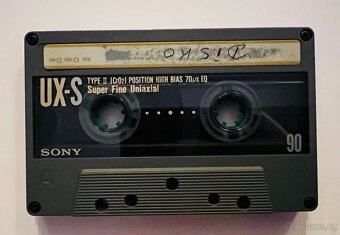 DISKO
UX-S
TYPE II (CrO2) POSITION HIGH BIAS 70µs EQ
Super Fine Uniaxial
SONY
90
A